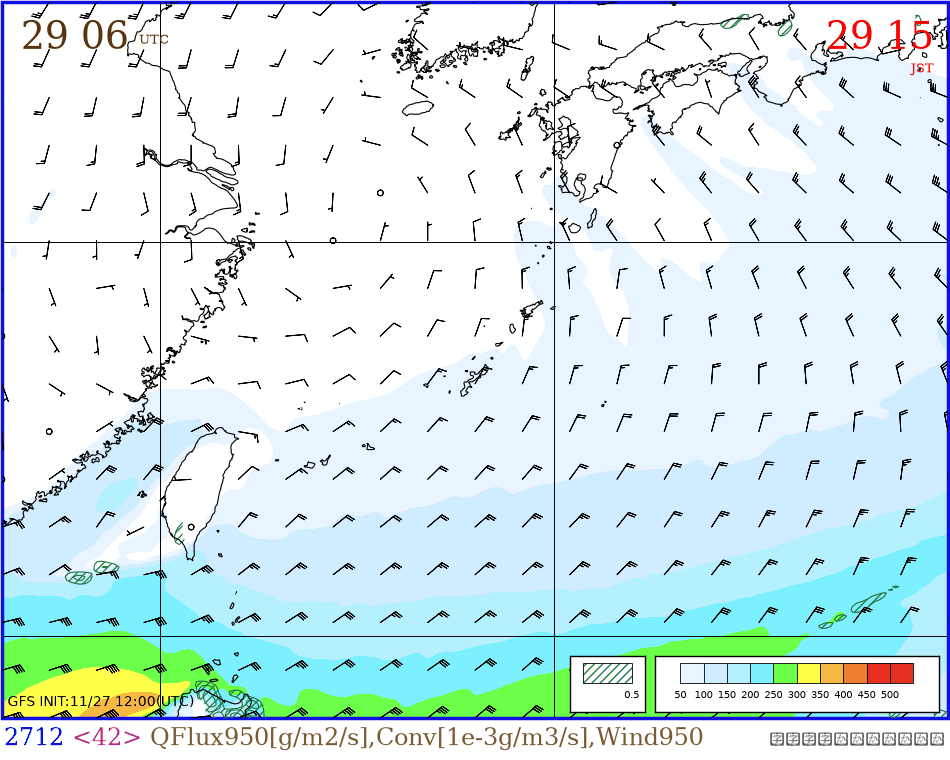 29 06 UTC
29 15
JST
0.5
50 100 150 200 250 300 350 400 450 500
GFS INIT:11/27 12:00(UTC)
2712 <42> QFlux950[g/m2/s],Conv[1e-3g/m3/s],Wind950